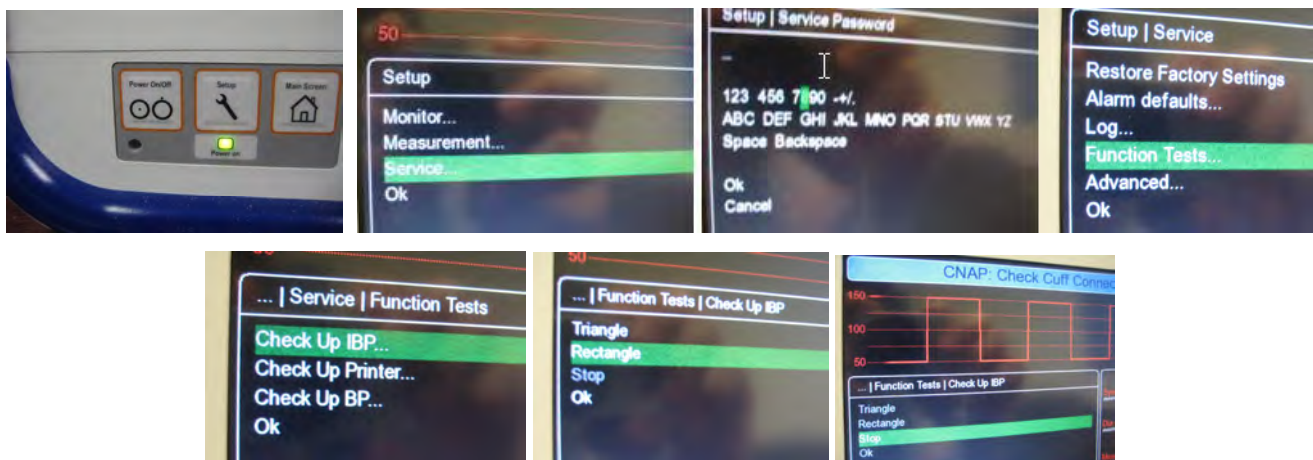 Power On/Off
Setup
Main Screen
Power on
50
Setup
Monitor...
Measurement...
Service...
Ok
Setup | Service Password
123 456 7890 -+/.
ABC DEF GHI JKL MNO PQR STU VWX YZ
Space Backspace
Ok
Cancel
Setup | Service
Restore Factory Settings
Alarm defaults...
Log...
Function Tests...
Advanced...
Ok
... | Service | Function Tests
Check Up IBP...
Check Up Printer...
Check Up BP...
Ok
50
... | Function Tests | Check Up IBP
Triangle
Rectangle
Stop
Ok
CNAP: Check Cuff
150
100
50
... | Function Tests | Check Up IBP
Triangle
Rectangle
Stop
Ok